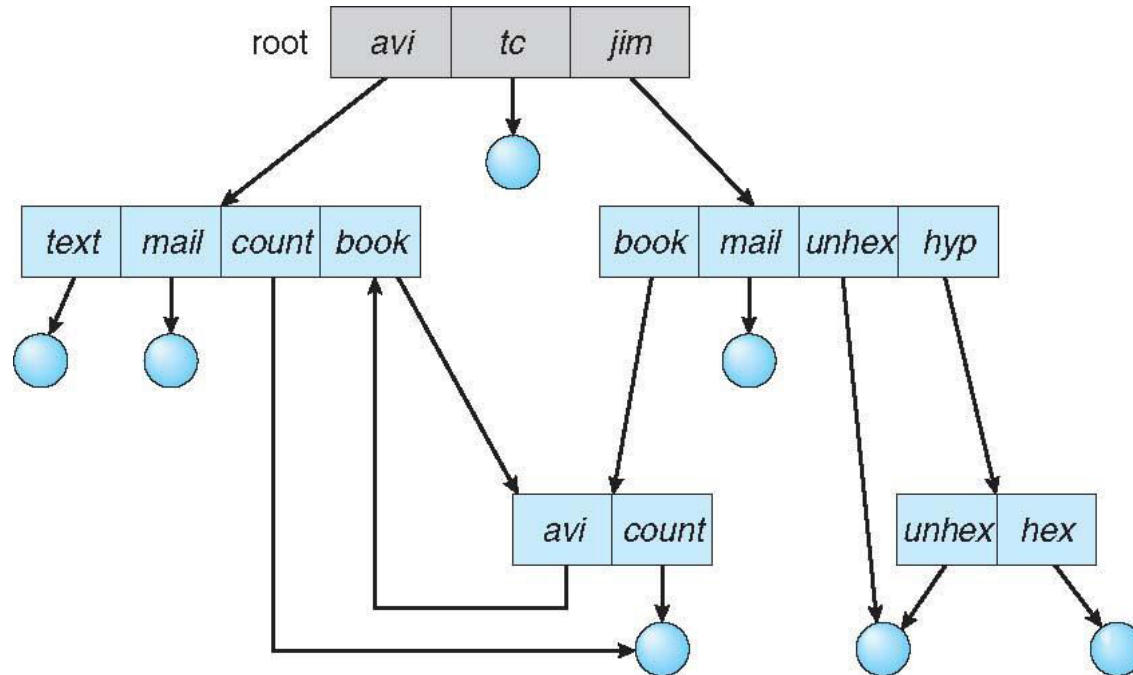 root avi tc jim
text mail count book
book mail unhex hyp
avi count
unhex hex